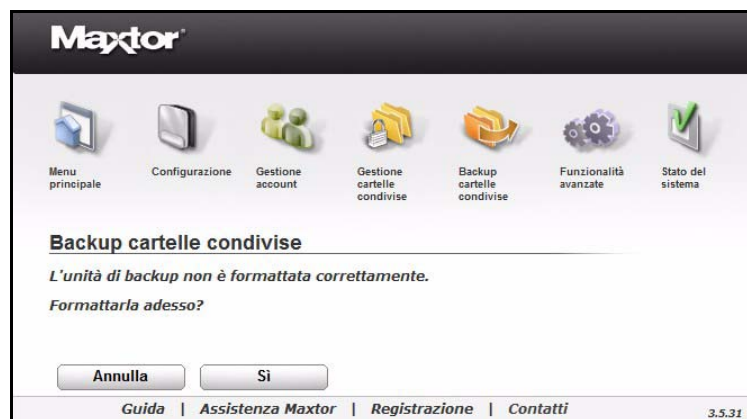 Maxtor
Menu
principale
Configurazione
Gestione
account
Gestione
cartelle
condivise
Backup
cartelle
condivise
Funzionalità
avanzate
Stato del
sistema
Backup cartelle condivise
L'unità di backup non è formattata correttamente.
Formattarla adesso?
Annulla
Sì
Guida | Assistenza Maxtor | Registrazione | Contatti
3.5.31